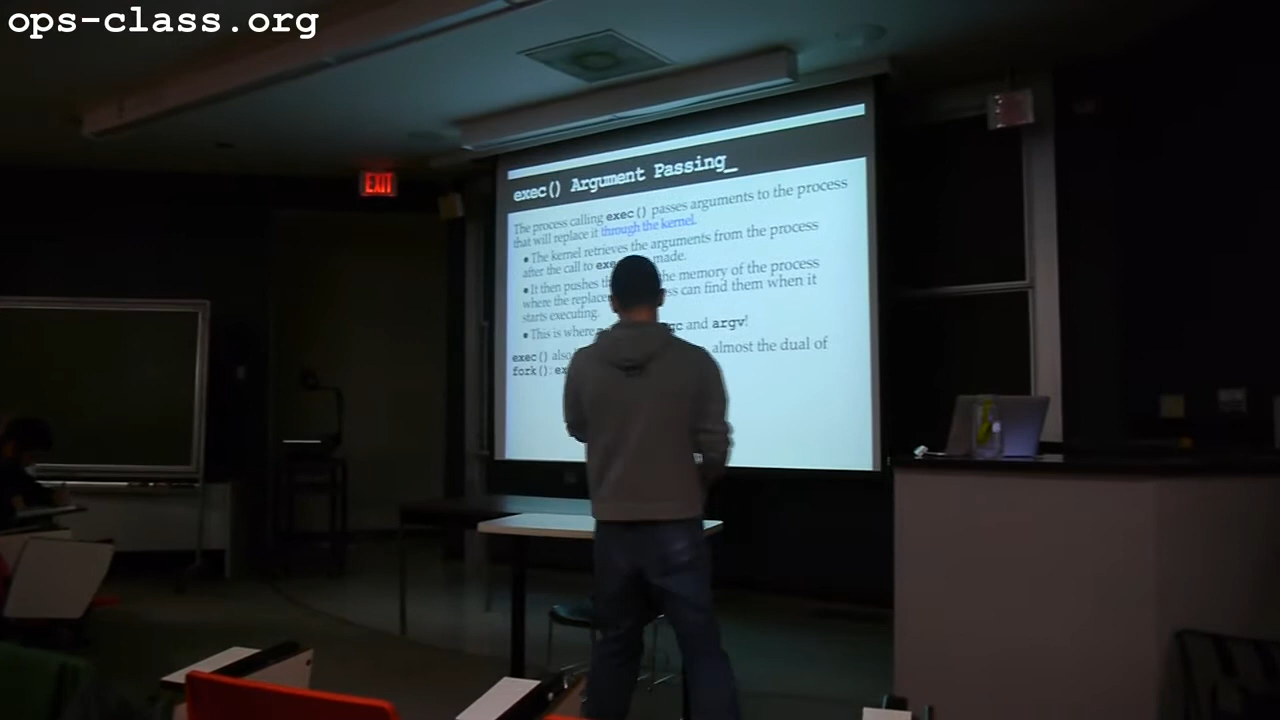 ops-class.org
EXIT
exec() Argument Passing_
The process calling exec() passes arguments to the process
that will replace it through the kernel.
• The kernel retrieves the arguments from the process
after the call to made.
• It then pushes the memory of the process
where the can find them when it
starts executing.
• This is where and argv!
exec() almost the dual of
fork():